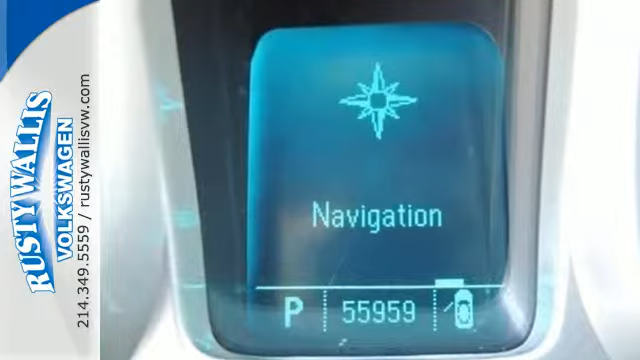 RUSTY WALLIS
VOLKSWAGEN
214.349.5559 / rustywallisvw.com
Navigation
P 55959